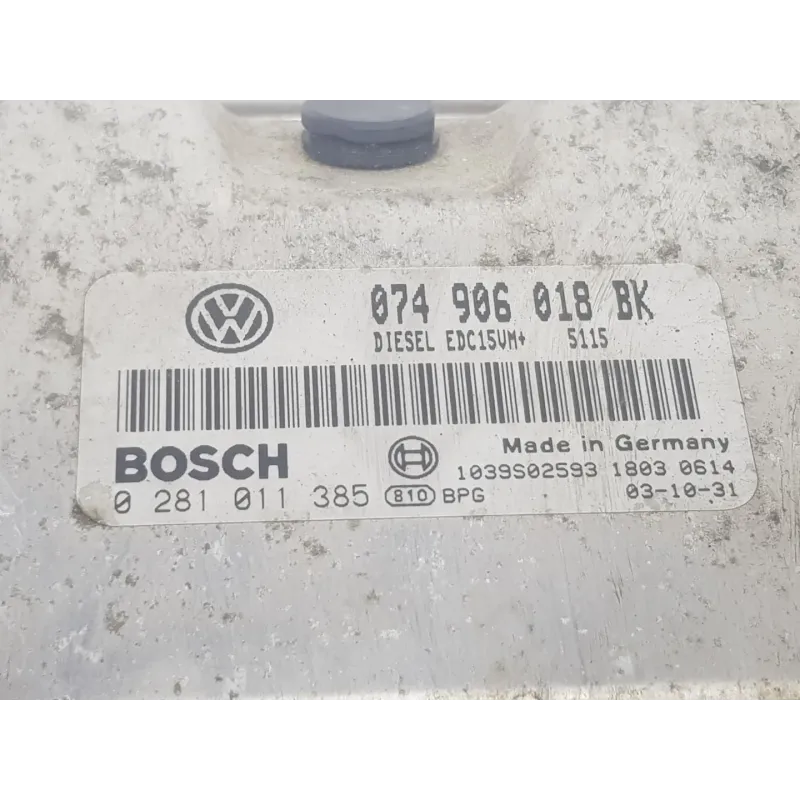 074 906 018 BK
DIESEL EDC15VM+ 5115
BOSCH
Made in Germany
1039S02593 1803 0614
0 281 011 385 810 BPG 03-10-31